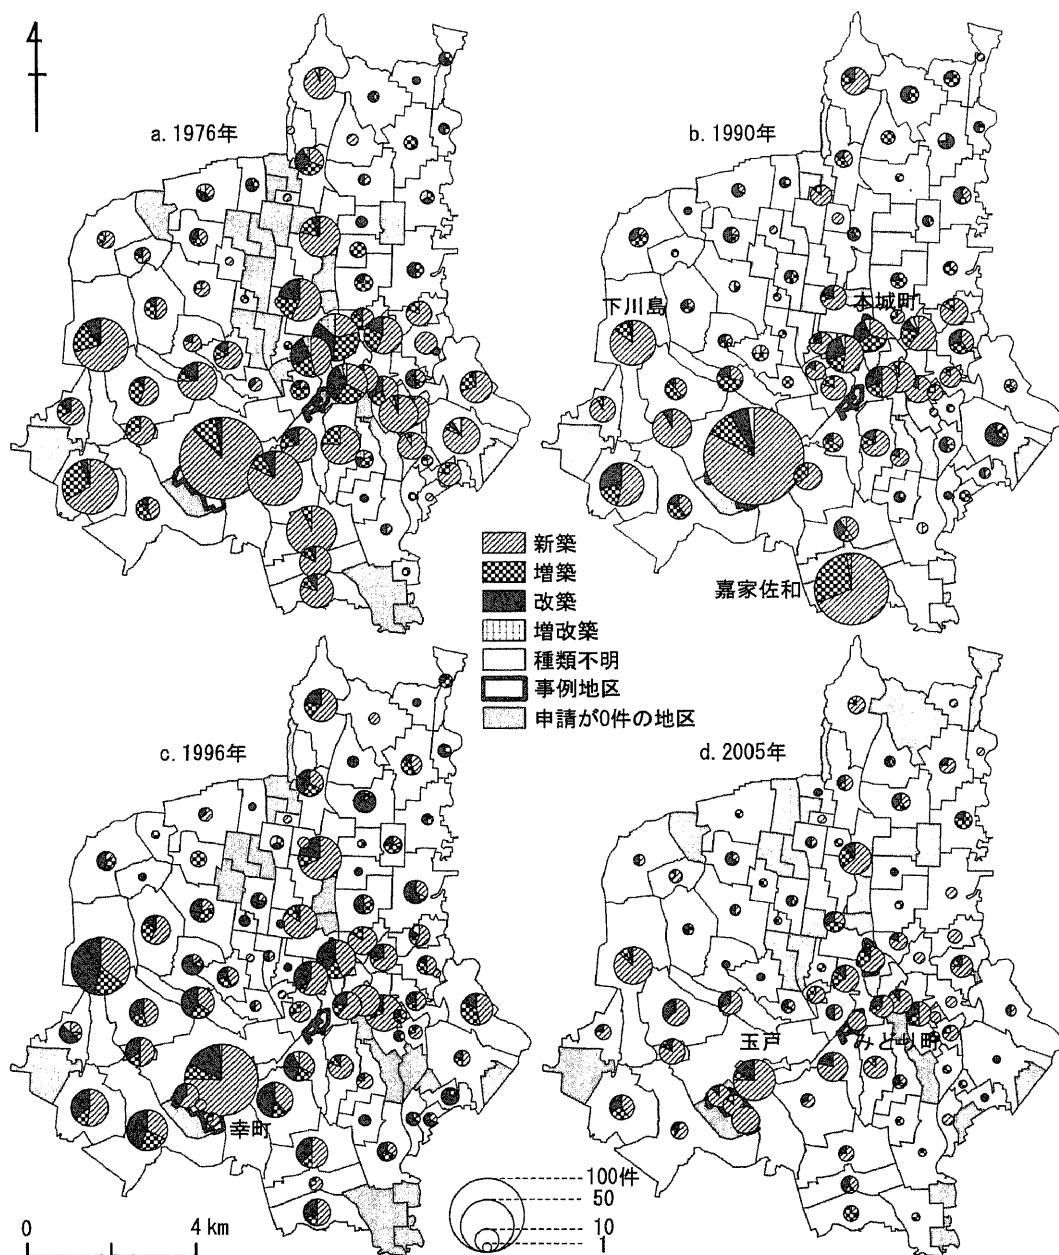 4
a. 1976年
b. 1990年
下川島
本城町
嘉家佐和
新築
増築
改築
増改築
種類不明
事例地区
申請が0件の地区
c. 1996年
d. 2005年
玉戸
みどり町
幸町
100件
50
10
1
0
4 km